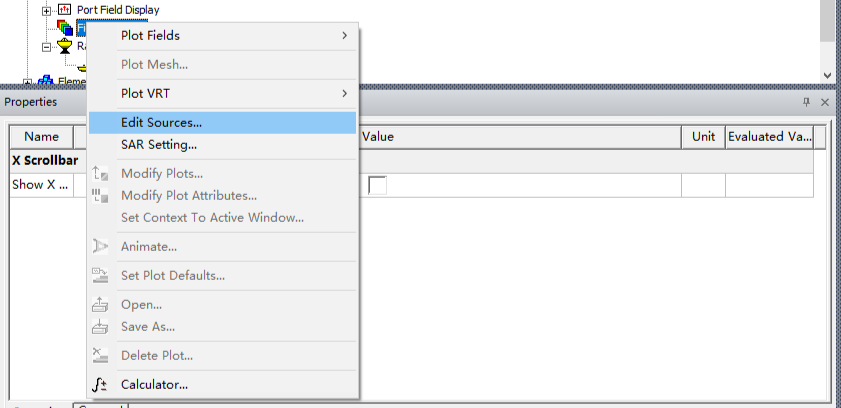 Port Field Display
Plot Fields
Plot Mesh...
Plot VRT
Edit Sources...
SAR Setting...
Modify Plots...
Modify Plot Attributes...
Set Context To Active Window...
Animate...
Set Plot Defaults...
Open...
Save As...
Delete Plot...
Calculator...
Properties
Name Value Unit Evaluated Va...
X Scrollbar
Show X ...